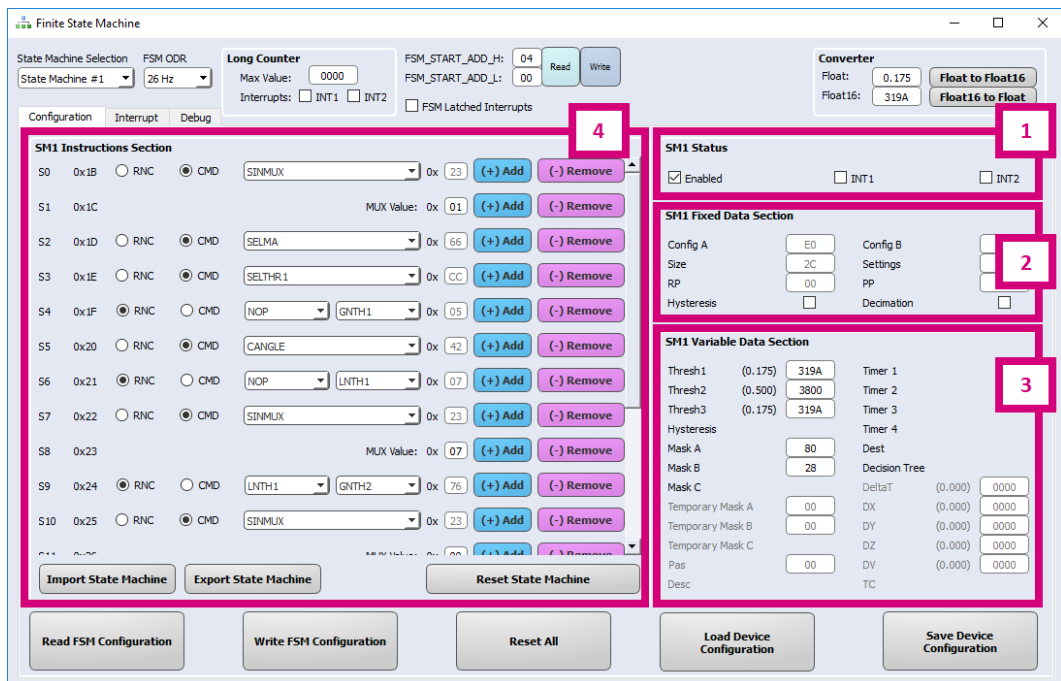 Finite State Machine
State Machine Selection FSM ODR
State Machine #1 26 Hz
Long Counter
Max Value: 0000
Interrupts: INT1 INT2
FSM_START_ADD_H: 04
FSM_START_ADD_L: 00
Read Write
FSM Latched Interrupts
Converter
Float: 0.175 Float to Float16
Float16: 319A Float16 to Float
Configuration Interrupt Debug
4
SM1 Instructions Section
S0 0x1B RNC CMD SINMUX 0x 23 (+) Add (-) Remove
S1 0x1C MUX Value: 0x 01 (+) Add (-) Remove
S2 0x1D RNC CMD SELMA 0x 66 (+) Add (-) Remove
S3 0x1E RNC CMD SELTHR1 0x CC (+) Add (-) Remove
S4 0x1F RNC CMD NOP GNTH1 0x 05 (+) Add (-) Remove
S5 0x20 RNC CMD CANGLE 0x 42 (+) Add (-) Remove
S6 0x21 RNC CMD NOP LNTH1 0x 07 (+) Add (-) Remove
S7 0x22 RNC CMD SINMUX 0x 23 (+) Add (-) Remove
S8 0x23 MUX Value: 0x 07 (+) Add (-) Remove
S9 0x24 RNC CMD LNTH1 GNTH2 0x 76 (+) Add (-) Remove
S10 0x25 RNC CMD SINMUX 0x 23 (+) Add (-) Remove
Import State Machine Export State Machine Reset State Machine
1
SM1 Status
Enabled INT1 INT2
2
SM1 Fixed Data Section
Config A E0 Config B
Size 2C Settings
RP 00 PP
Hysteresis Decimation
3
SM1 Variable Data Section
Thresh1 (0.175) 319A Timer 1
Thresh2 (0.500) 3800 Timer 2
Thresh3 (0.175) 319A Timer 3
Hysteresis Timer 4
Mask A 80 Dest
Mask B 28 Decision Tree
Mask C DeltaT (0.000) 0000
Temporary Mask A 00 DX (0.000) 0000
Temporary Mask B 00 DY (0.000) 0000
Temporary Mask C DZ (0.000) 0000
Pas 00 DV (0.000) 0000
Desc TC
Read FSM Configuration Write FSM Configuration Reset All Load Device Configuration Save Device Configuration